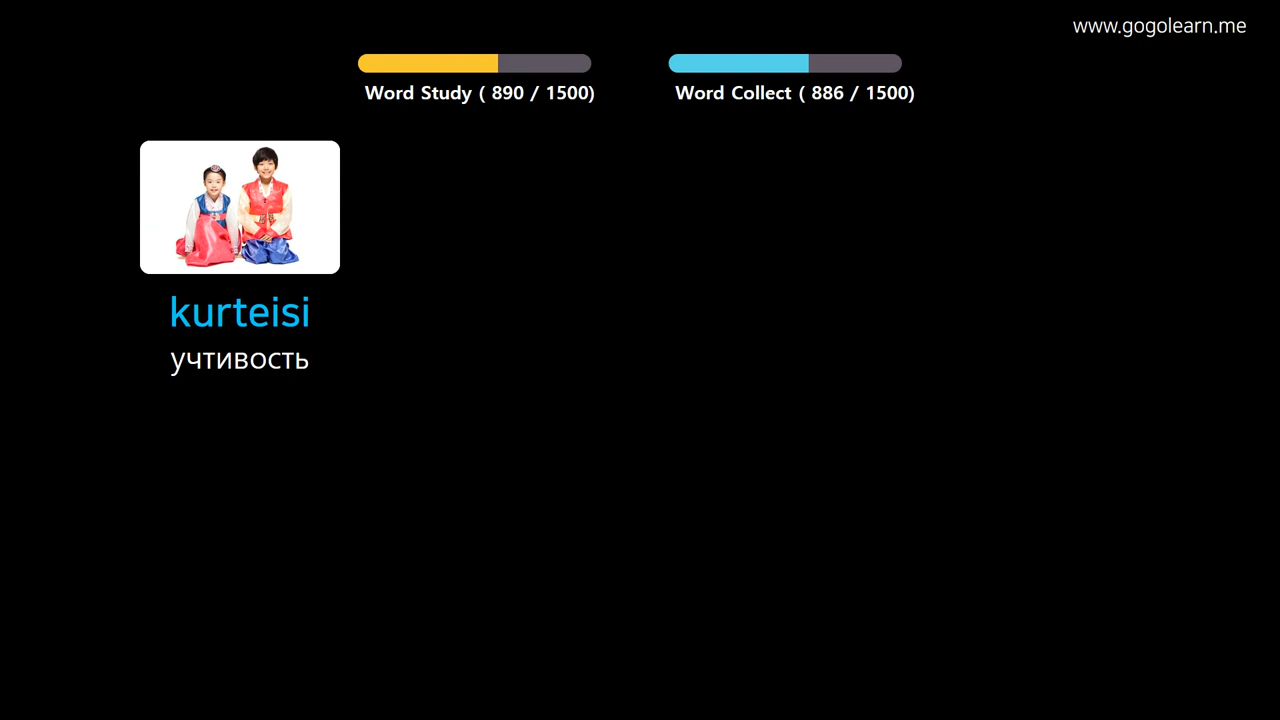 www.gogolearn.me
Word Study ( 890 / 1500)
Word Collect ( 886 / 1500)
kurteisi
учтивость